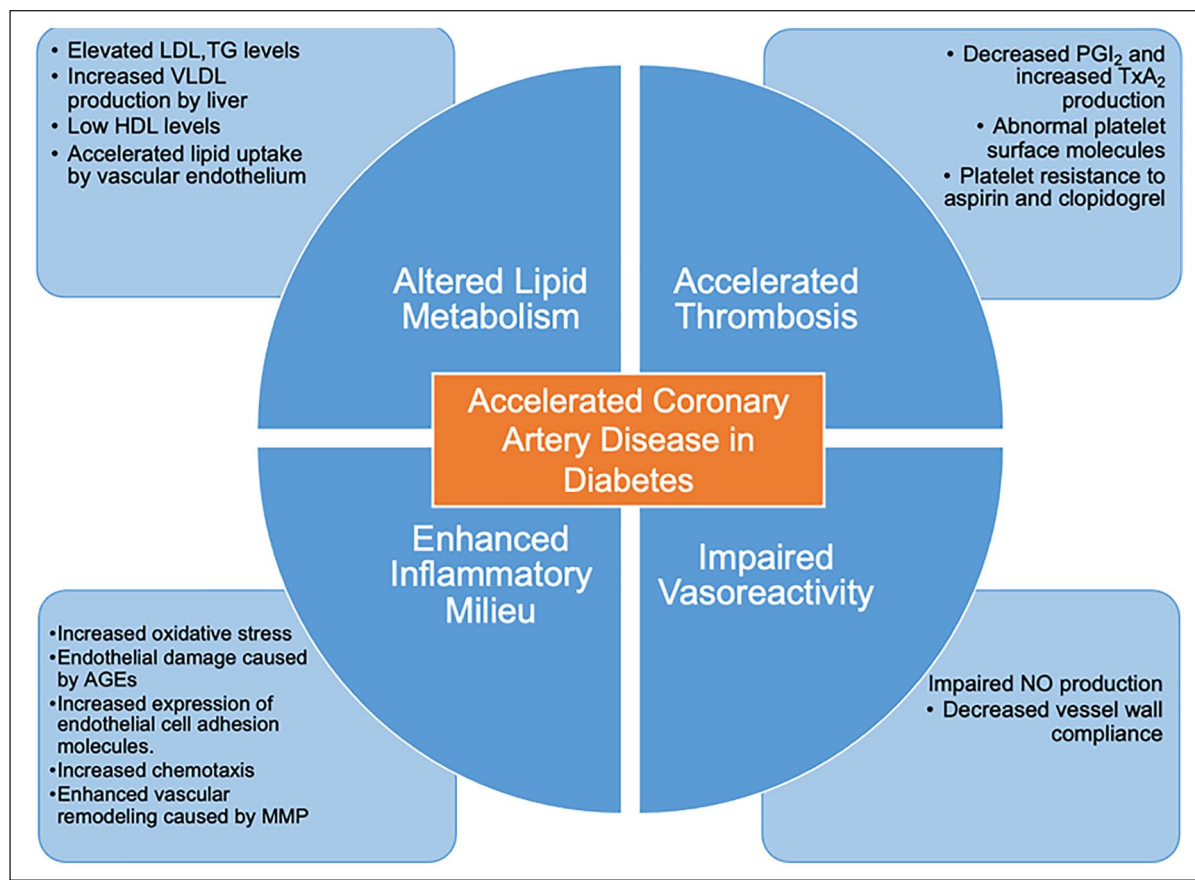 • Elevated LDL,TG levels
• Increased VLDL
production by liver
• Low HDL levels
• Accelerated lipid uptake
by vascular endothelium
• Decreased PGI₂ and
increased TxA₂
production
• Abnormal platelet
surface molecules
• Platelet resistance to
aspirin and clopidogrel
Altered Lipid
Metabolism
Accelerated
Thrombosis
Accelerated Coronary
Artery Disease in
Diabetes
Enhanced
Inflammatory
Milieu
Impaired
Vasoreactivity
•Increased oxidative stress
•Endothelial damage caused
by AGEs
•Increased expression of
endothelial cell adhesion
molecules.
•Increased chemotaxis
•Enhanced vascular
remodeling caused by MMP
Impaired NO production
• Decreased vessel wall
compliance